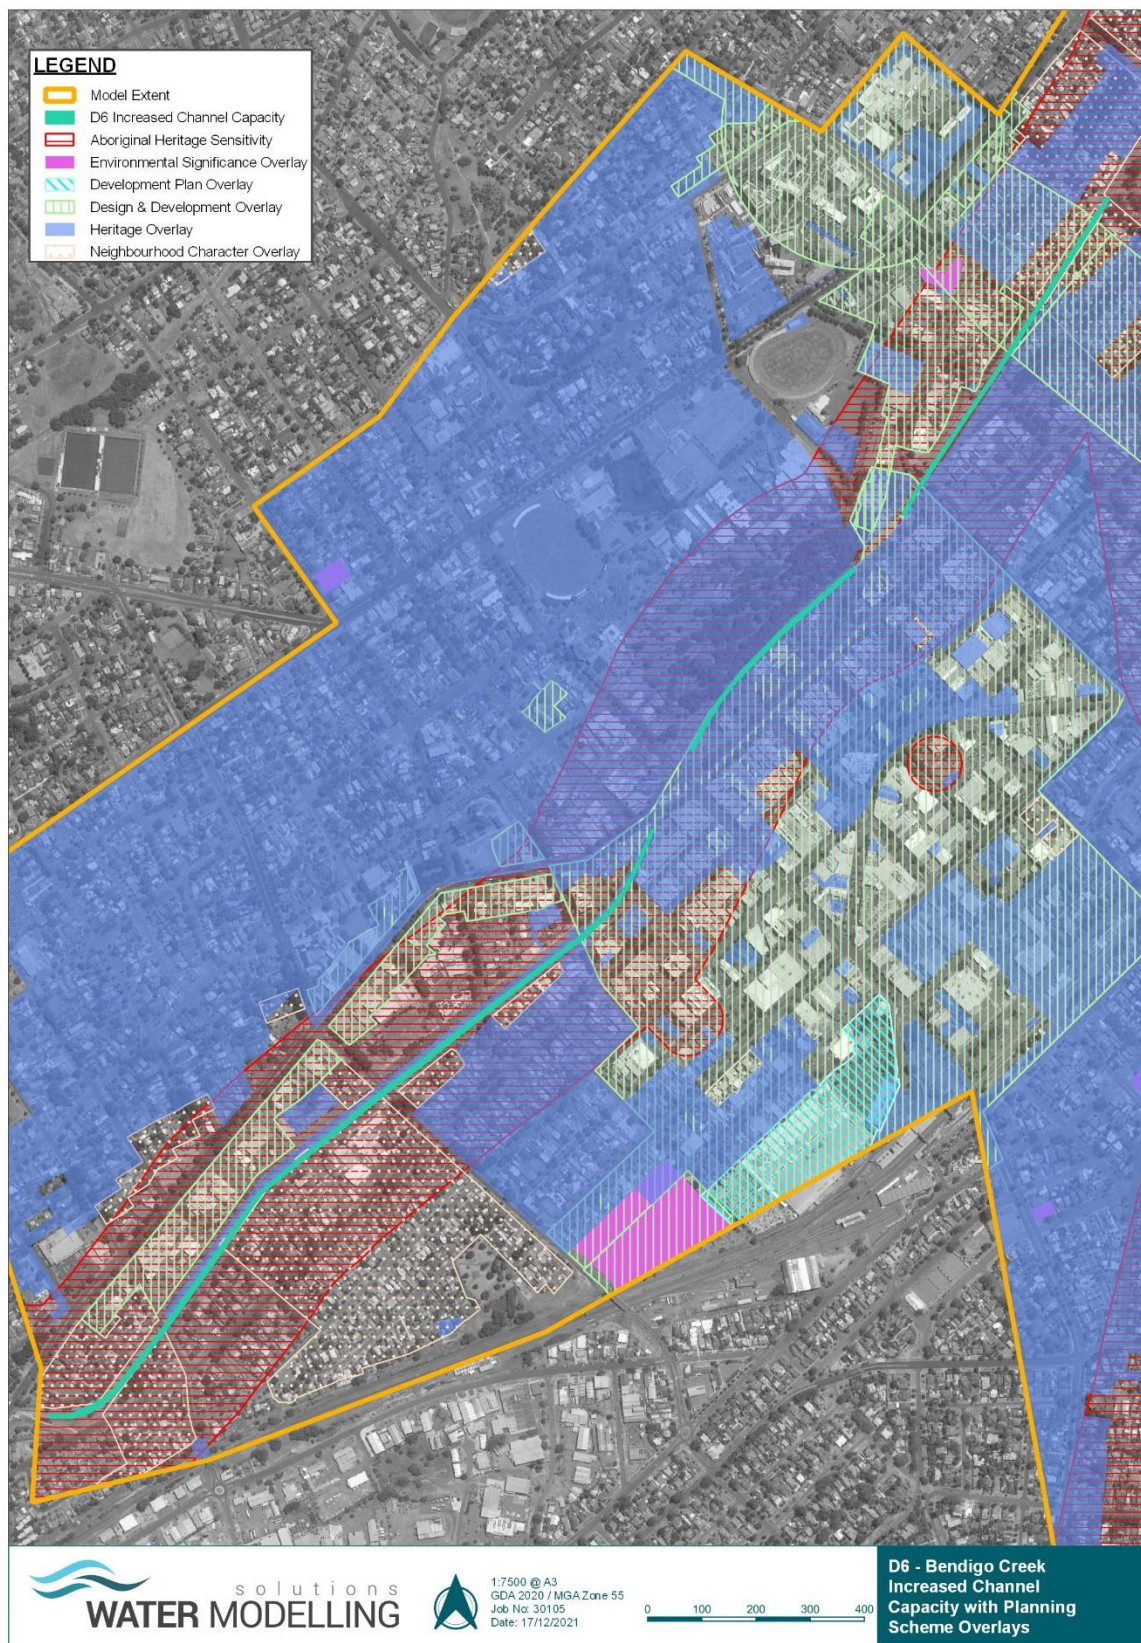 LEGEND
Model Extent
D6 Increased Channel Capacity
Aboriginal Heritage Sensitivity
Environmental Significance Overlay
Development Plan Overlay
Design & Development Overlay
Heritage Overlay
Neighbourhood Character Overlay
solutions
WATER MODELLING
1:7500 @ A3
GDA 2020 / MGA Zone 55
Job No: 30105
Date: 17/12/2021
0 100 200 300 400
D6 - Bendigo Creek
Increased Channel
Capacity with Planning
Scheme Overlays